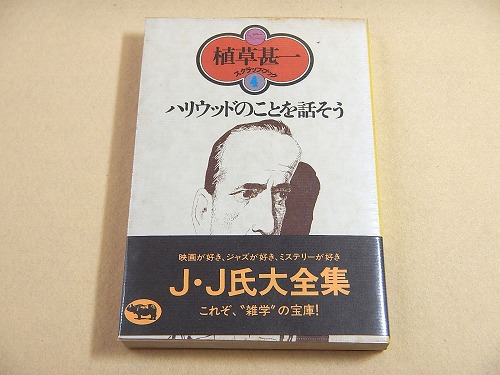 植草甚一
スクラップ・ブック
4
ハリウッドのことを話そう
映画が好き、ジャズが好き、ミステリーが好き
J・J氏大全集
これぞ、“雑学”の宝庫!